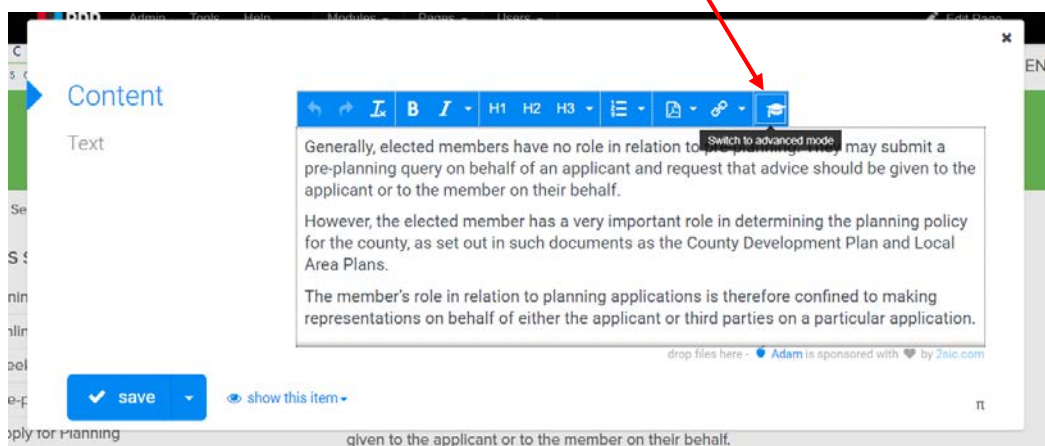 Admin Tools Help Modules Pages Users Edit Page
EN
Content
H1 H2 H3
Text
Switch to advanced mode
Generally, elected members have no role in relation to pre-planning. They may submit a
pre-planning query on behalf of an applicant and request that advice should be given to the
applicant or to the member on their behalf.
However, the elected member has a very important role in determining the planning policy
for the county, as set out in such documents as the County Development Plan and Local
Area Plans.
The member's role in relation to planning applications is therefore confined to making
representations on behalf of either the applicant or third parties on a particular application.
drop files here - Adam is sponsored with by 2sic.com
save
show this item
π
Planning
given to the applicant or to the member on their behalf.